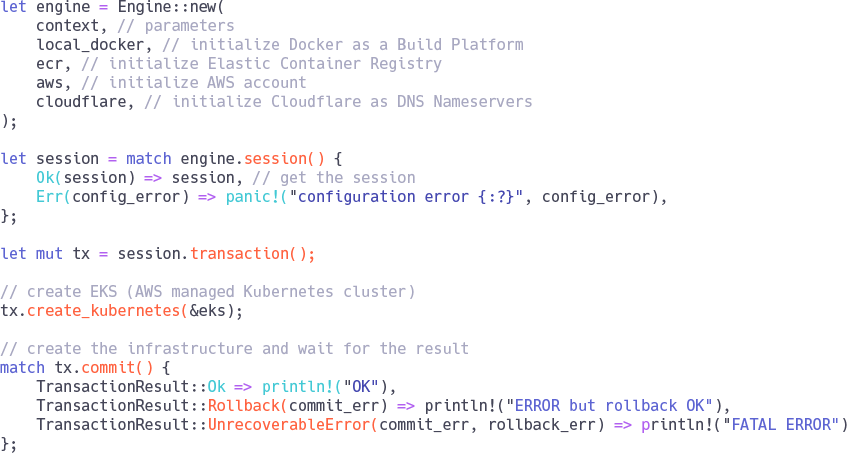 let engine = Engine::new(
    context, // parameters
    local_docker, // initialize Docker as a Build Platform
    ecr, // initialize Elastic Container Registry
    aws, // initialize AWS account
    cloudflare, // initialize Cloudflare as DNS Nameservers
);

let session = match engine.session() {
    Ok(session) => session, // get the session
    Err(config_error) => panic!("configuration error {:?}", config_error),
};

let mut tx = session.transaction();

// create EKS (AWS managed Kubernetes cluster)
tx.create_kubernetes(&eks);

// create the infrastructure and wait for the result
match tx.commit() {
    TransactionResult::Ok => println!("OK"),
    TransactionResult::Rollback(commit_err) => println!("ERROR but rollback OK"),
    TransactionResult::UnrecoverableError(commit_err, rollback_err) => println!("FATAL ERROR")
};